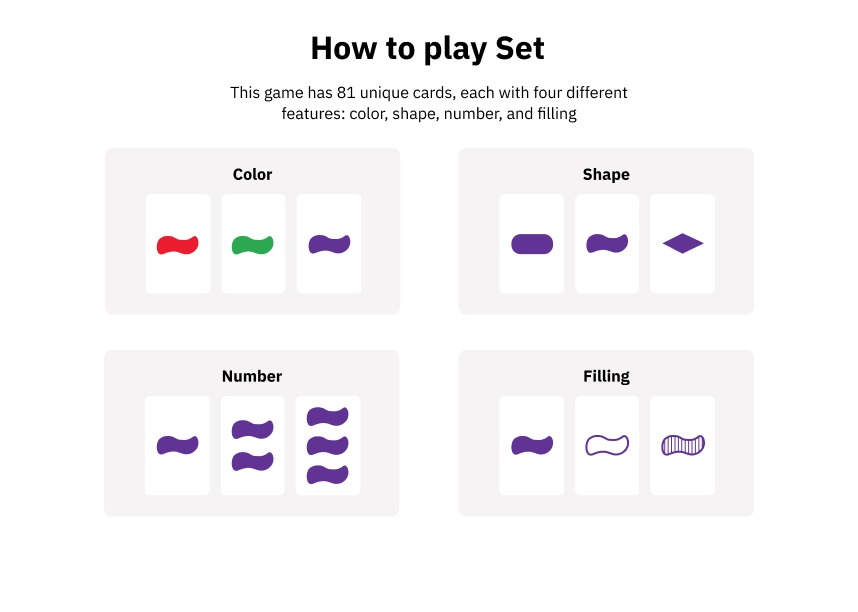 How to play Set
This game has 81 unique cards, each with four different
features: color, shape, number, and filling
Color
Shape
Number
Filling